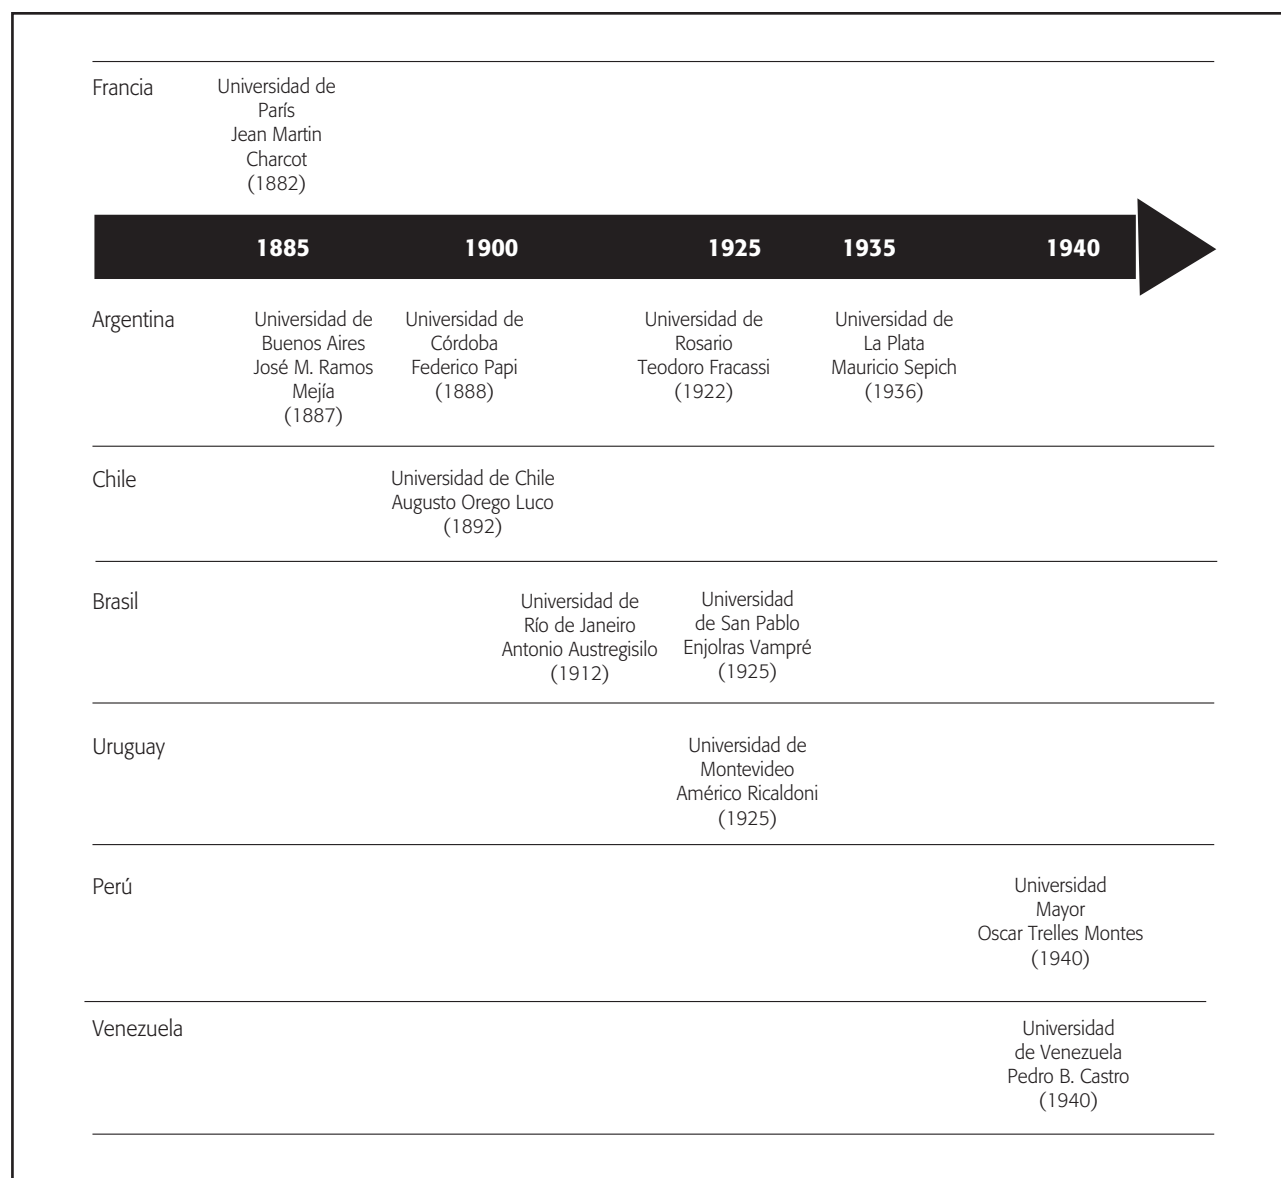 Francia
Universidad de
París
Jean Martin
Charcot
(1882)
1885 1900 1925 1935 1940
Argentina
Universidad de
Buenos Aires
José M. Ramos
Mejía
(1887)
Universidad de
Córdoba
Federico Papi
(1888)
Universidad de
Rosario
Teodoro Fracassi
(1922)
Universidad de
La Plata
Mauricio Sepich
(1936)
Chile
Universidad de Chile
Augusto Orego Luco
(1892)
Brasil
Universidad de
Río de Janeiro
Antonio Austregisilo
(1912)
Universidad
de San Pablo
Enjolras Vampré
(1925)
Uruguay
Universidad de
Montevideo
Américo Ricaldoni
(1925)
Perú
Universidad
Mayor
Oscar Trelles Montes
(1940)
Venezuela
Universidad
de Venezuela
Pedro B. Castro
(1940)